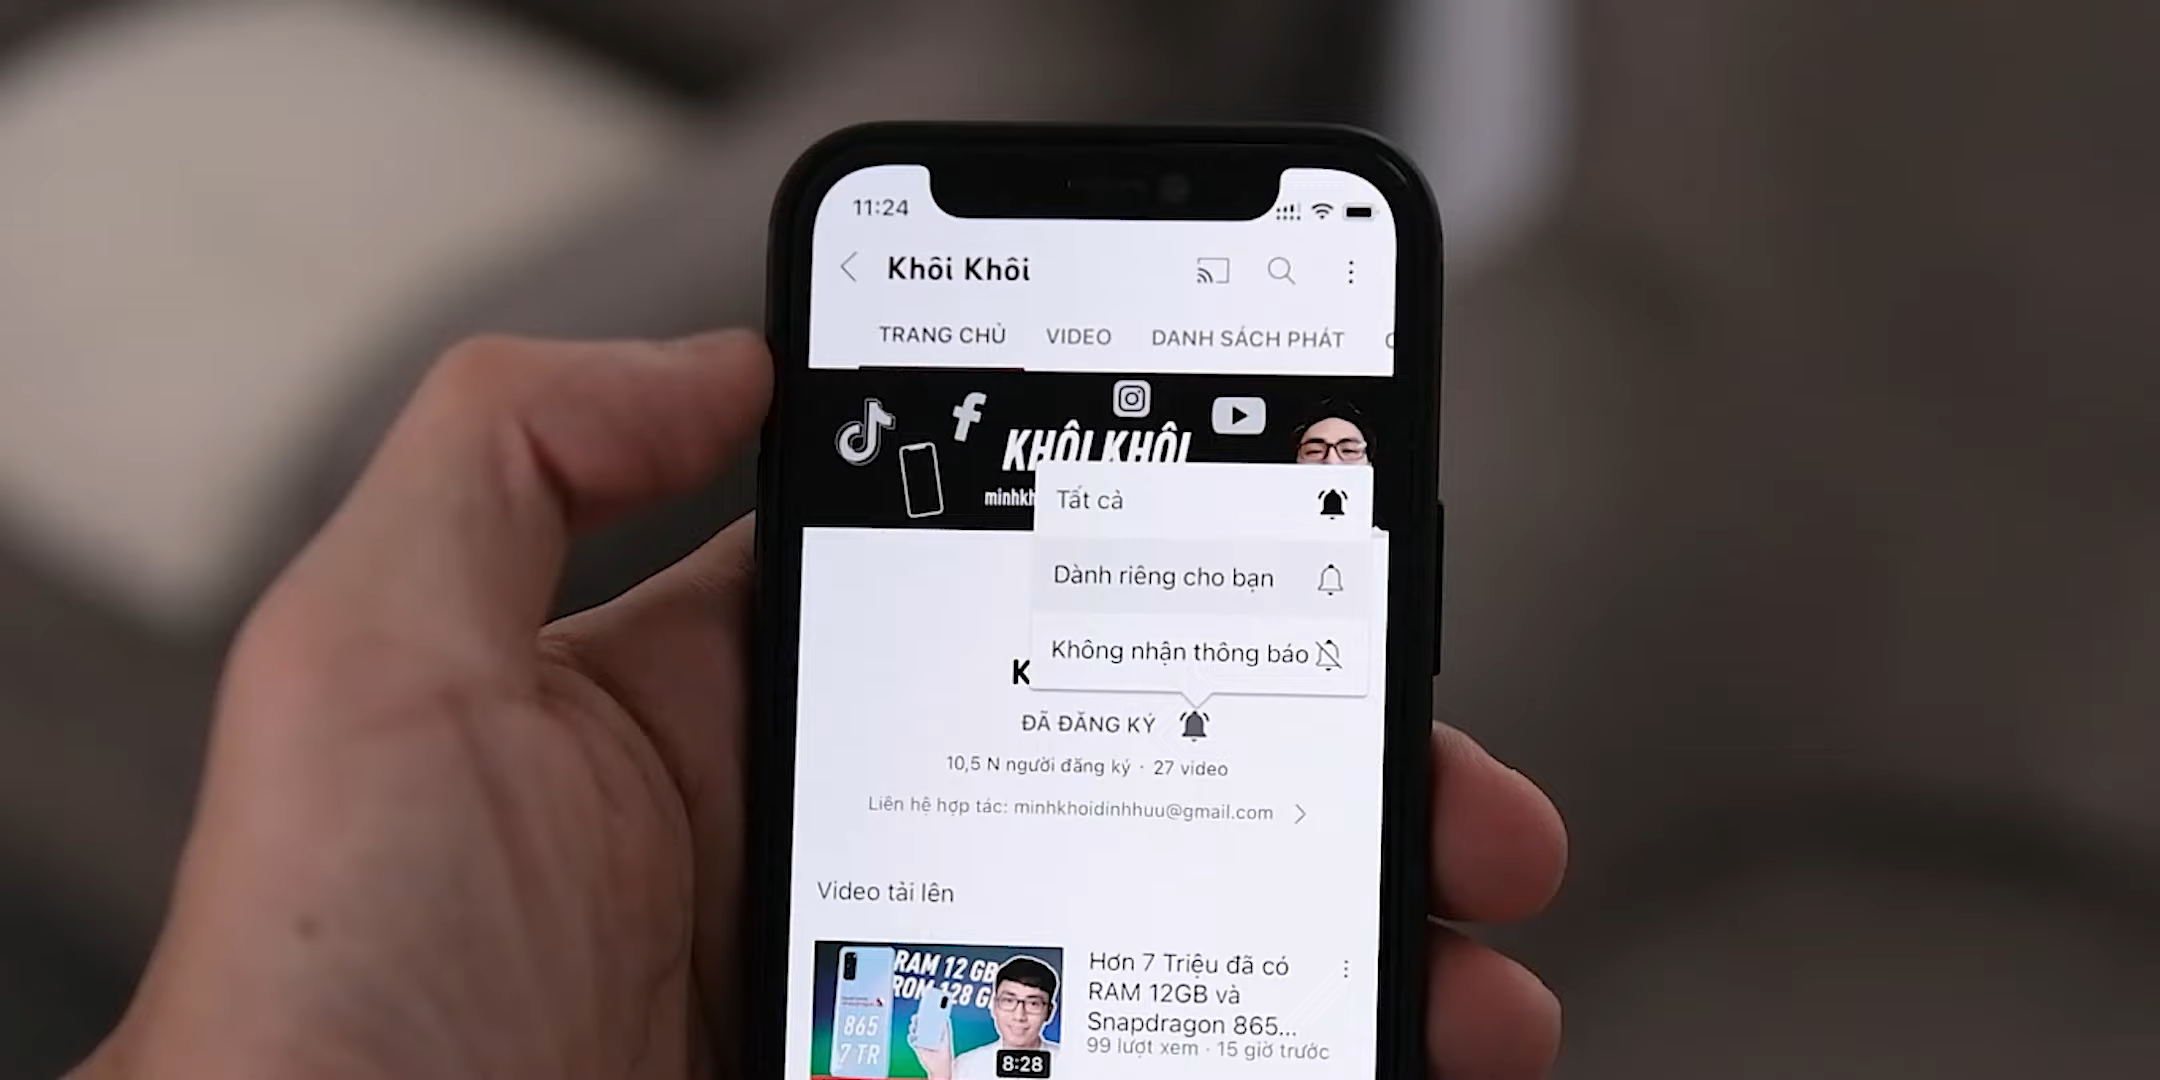 11:24
Khôi Khôi
TRANG CHỦ VIDEO DANH SÁCH PHÁT
KHÔI KHÔI
minhkh
Tất cả
Dành riêng cho bạn
Không nhận thông báo
K
ĐÃ ĐĂNG KÝ
10,5 N người đăng ký · 27 video
Liên hệ hợp tác: minhkhoidinhhuu@gmail.com
Video tải lên
RAM 12 GB
ROM 128 G
865
7 TR
8:28
Hơn 7 Triệu đã có
RAM 12GB và
Snapdragon 865...
99 lượt xem · 15 giờ trước